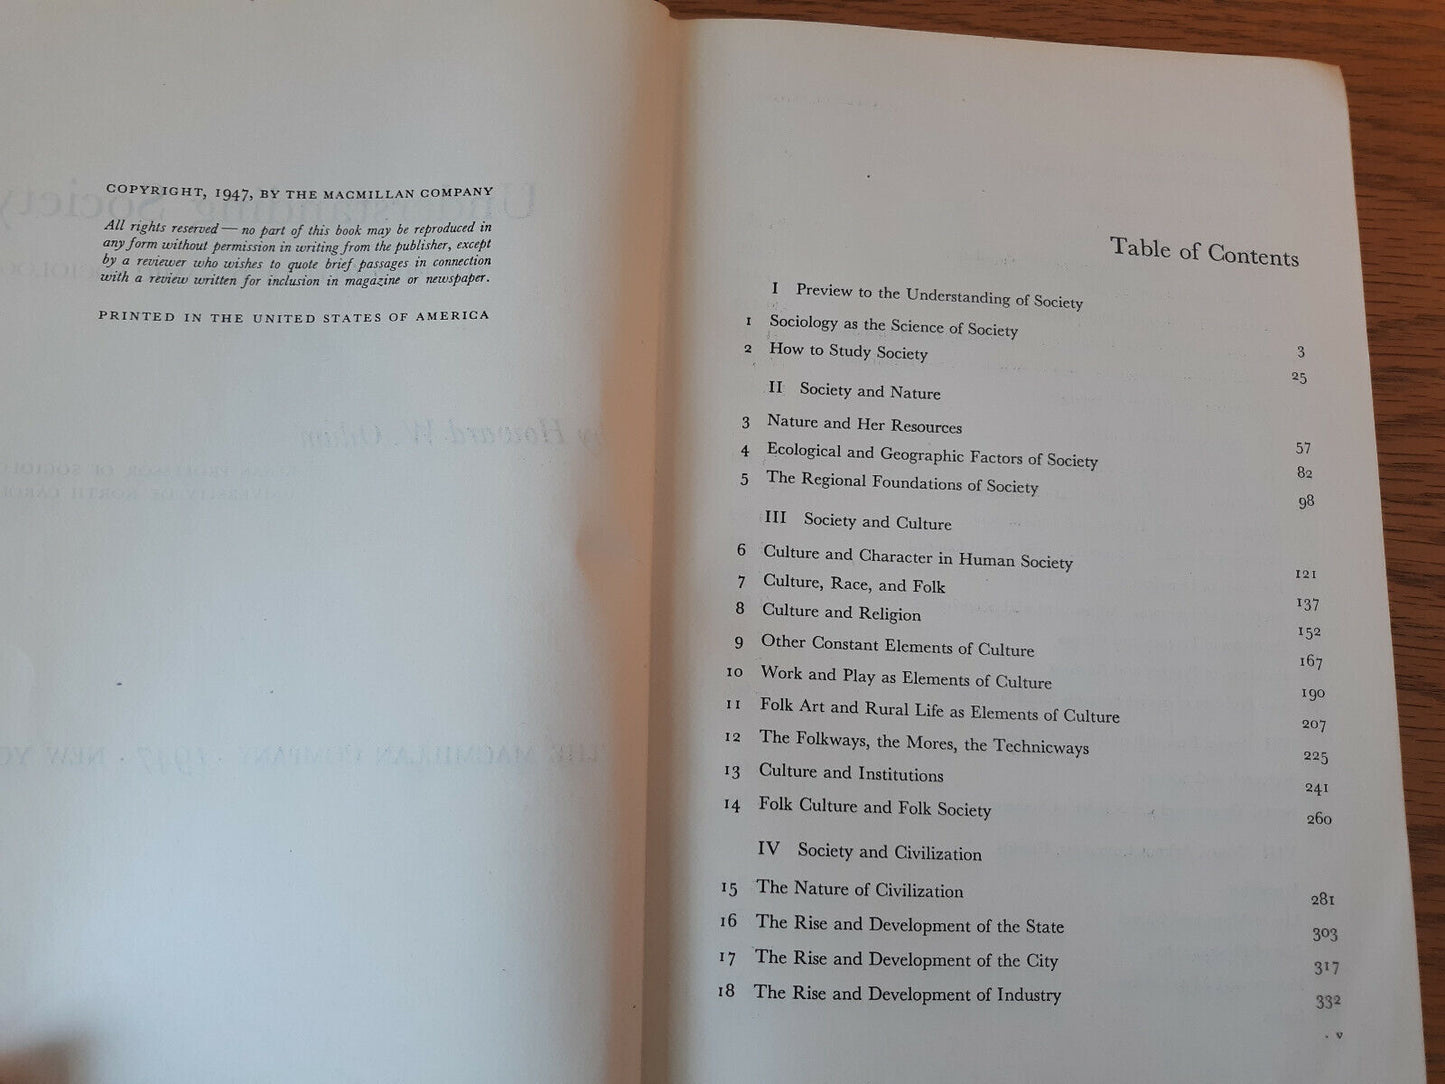 COPYRIGHT, 1947, BY THE MACMILLAN COMPANY
All rights reserved — no part of this book may be reproduced in
any form without permission in writing from the publisher, except
by a reviewer who wishes to quote brief passages in connection
with a review written for inclusion in magazine or newspaper.
PRINTED IN THE UNITED STATES OF AMERICA
Understanding Society
by Howard W. Odum
THE MACMILLAN COMPANY · 1947 · NEW
Table of Contents
I Preview to the Understanding of Society
1 Sociology as the Science of Society 3
2 How to Study Society 25
II Society and Nature
3 Nature and Her Resources 57
4 Ecological and Geographic Factors of Society 82
5 The Regional Foundations of Society 98
III Society and Culture
6 Culture and Character in Human Society 121
7 Culture, Race, and Folk 137
8 Culture and Religion 152
9 Other Constant Elements of Culture 167
10 Work and Play as Elements of Culture 190
11 Folk Art and Rural Life as Elements of Culture 207
12 The Folkways, the Mores, the Technicways 225
13 Culture and Institutions 241
14 Folk Culture and Folk Society 260
IV Society and Civilization
15 The Nature of Civilization 281
16 The Rise and Development of the State 303
17 The Rise and Development of the City 317
18 The Rise and Development of Industry 332
v